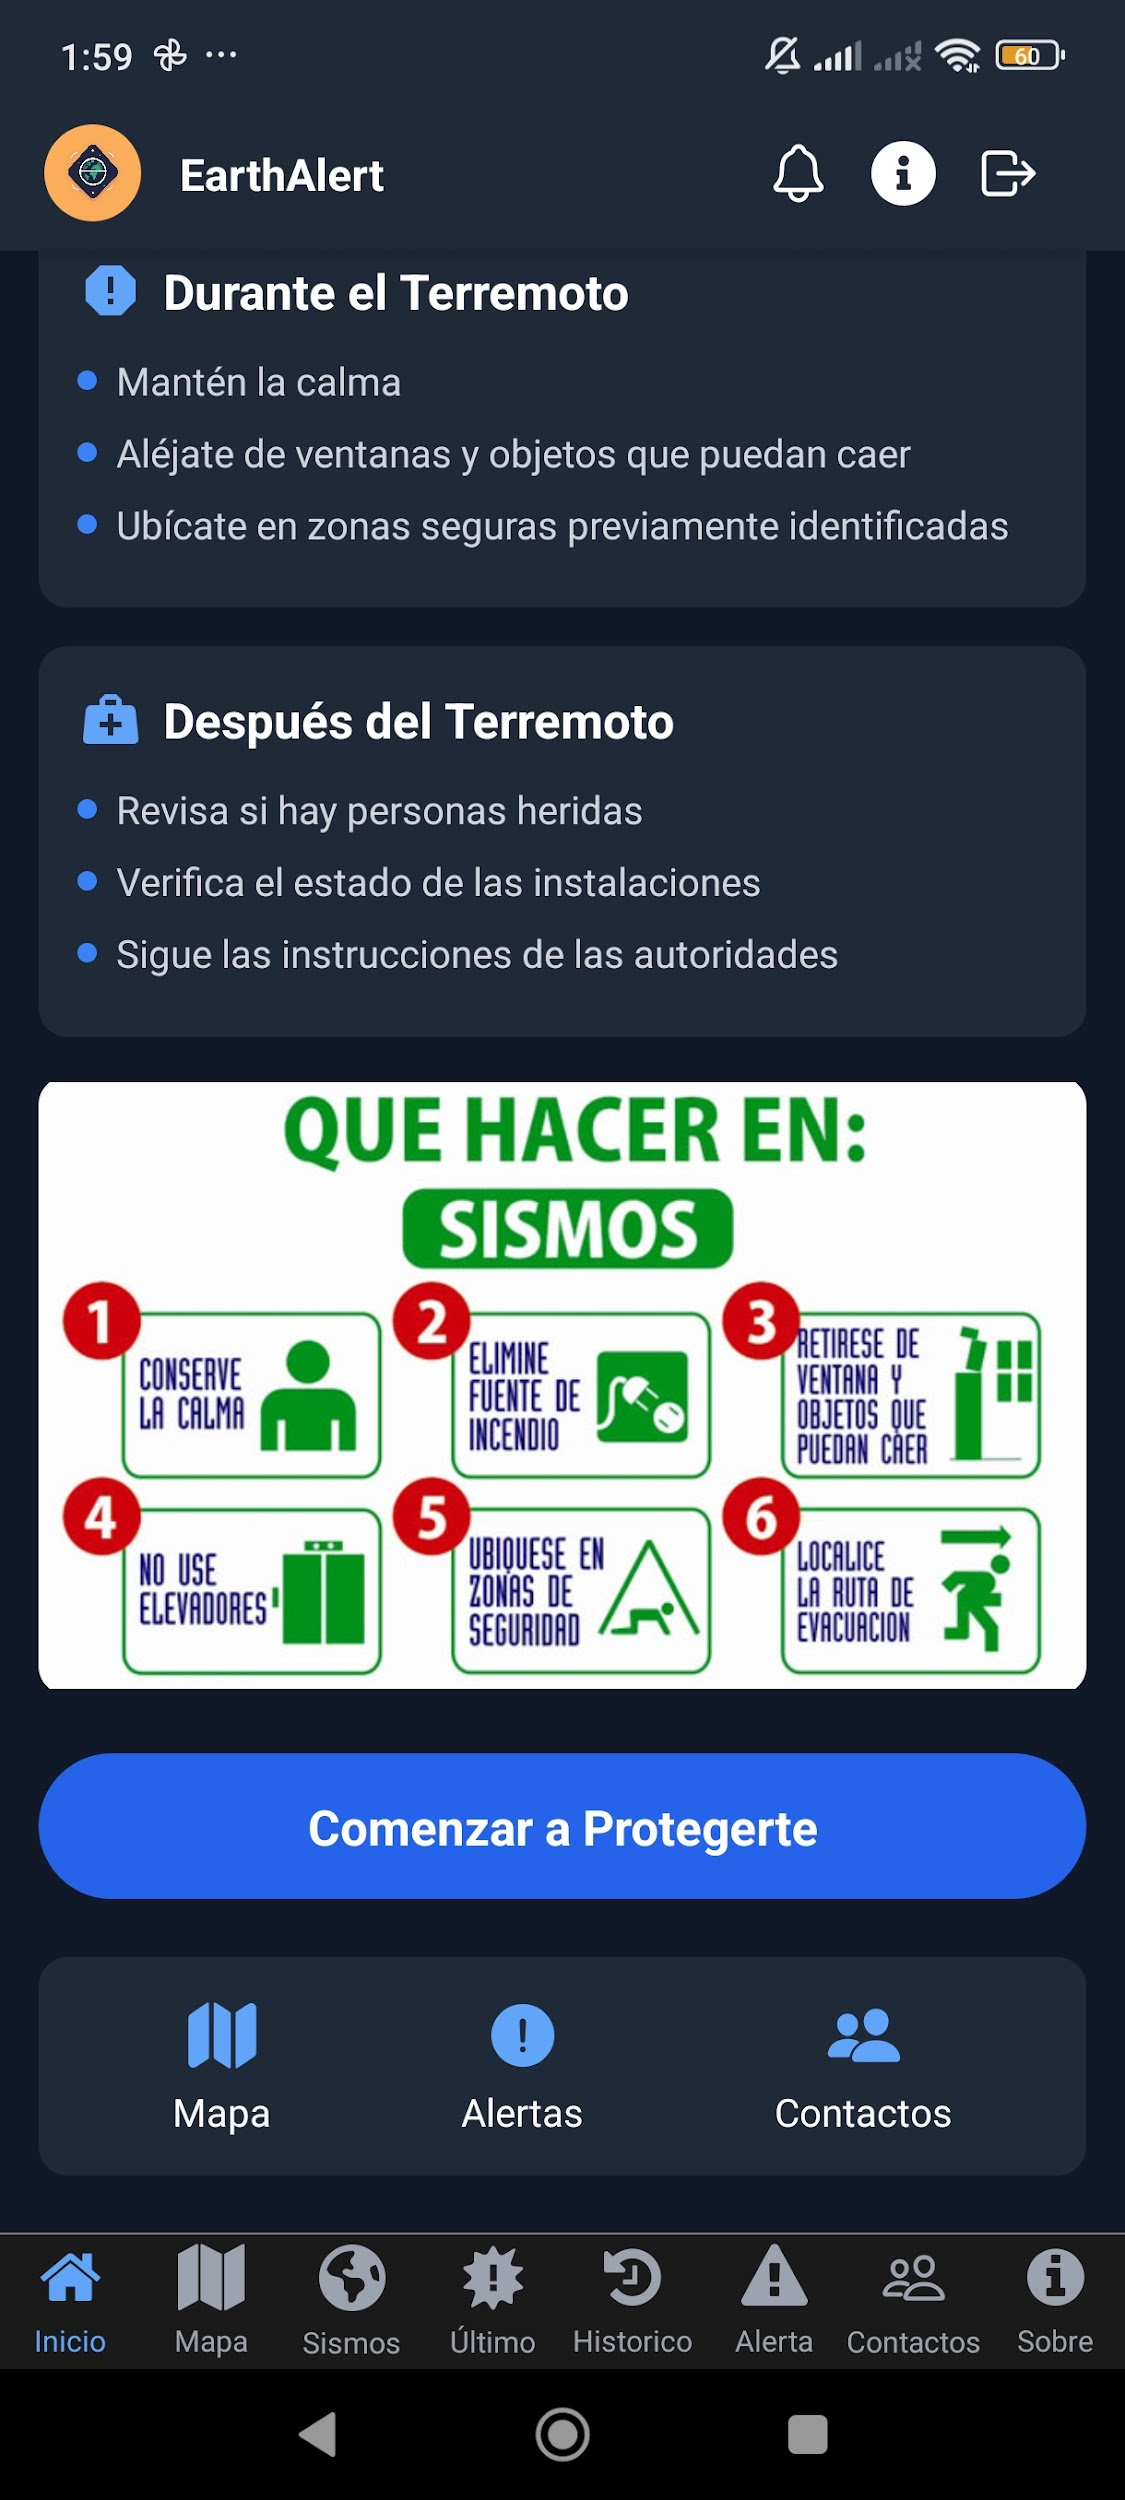 1:59
60
EarthAlert
Durante el Terremoto
Mantén la calma
Aléjate de ventanas y objetos que puedan caer
Ubícate en zonas seguras previamente identificadas
Después del Terremoto
Revisa si hay personas heridas
Verifica el estado de las instalaciones
Sigue las instrucciones de las autoridades
QUE HACER EN:
SISMOS
1
CONSERVE
LA CALMA
2
ELIMINE
FUENTE DE
INCENDIO
3
RETIRESE DE
VENTANA Y
OBJETOS QUE
PUEDAN CAER
4
NO USE
ELEVADORES
5
UBIQUESE EN
ZONAS DE
SEGURIDAD
6
LOCALICE
LA RUTA DE
EVACUACION
Comenzar a Protegerte
Mapa
Alertas
Contactos
Inicio
Mapa
Sismos
Último
Historico
Alerta
Contactos
Sobre